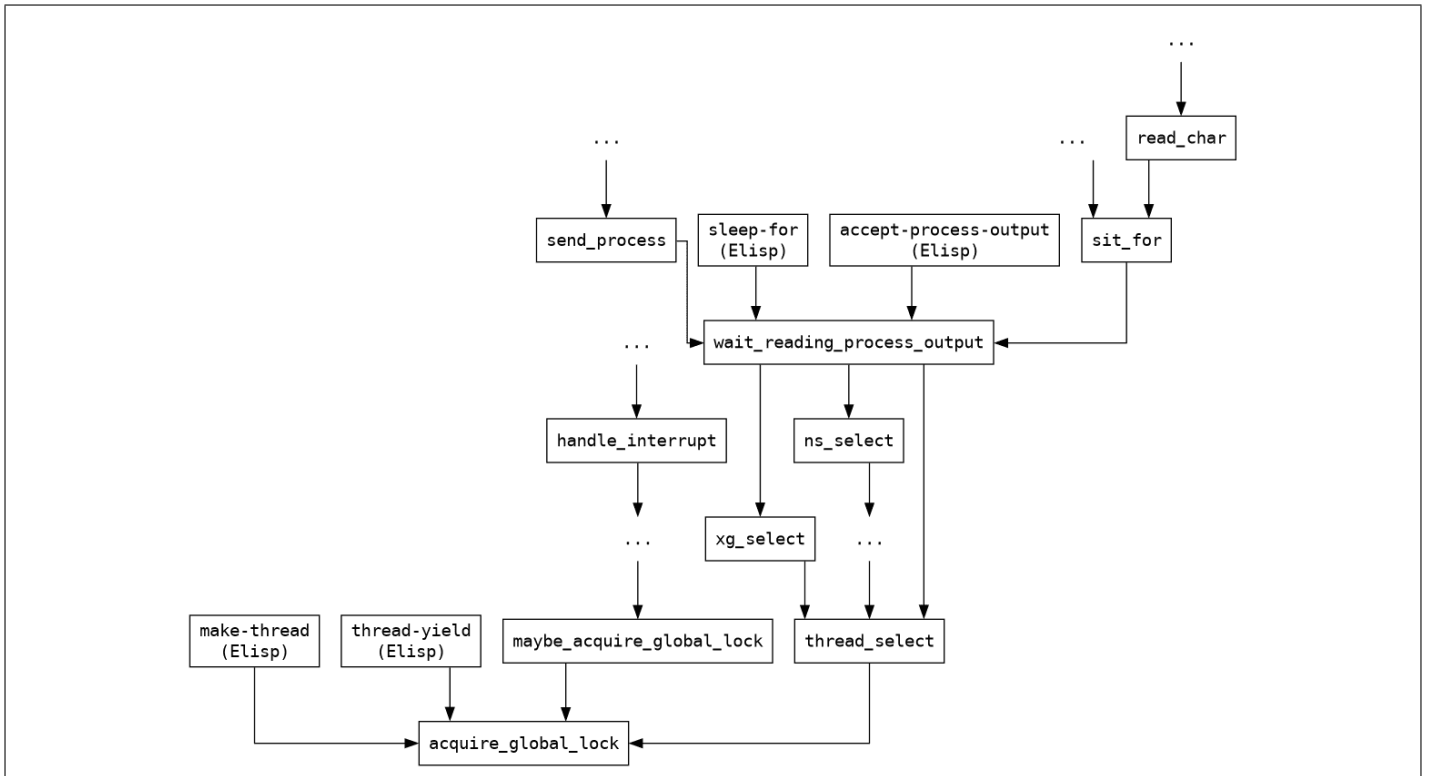 ...
read_char
...
...
send_process
sleep-for
(Elisp)
accept-process-output
(Elisp)
sit_for
...
wait_reading_process_output
handle_interrupt
ns_select
...
xg_select
...
make-thread
(Elisp)
thread-yield
(Elisp)
maybe_acquire_global_lock
thread_select
acquire_global_lock